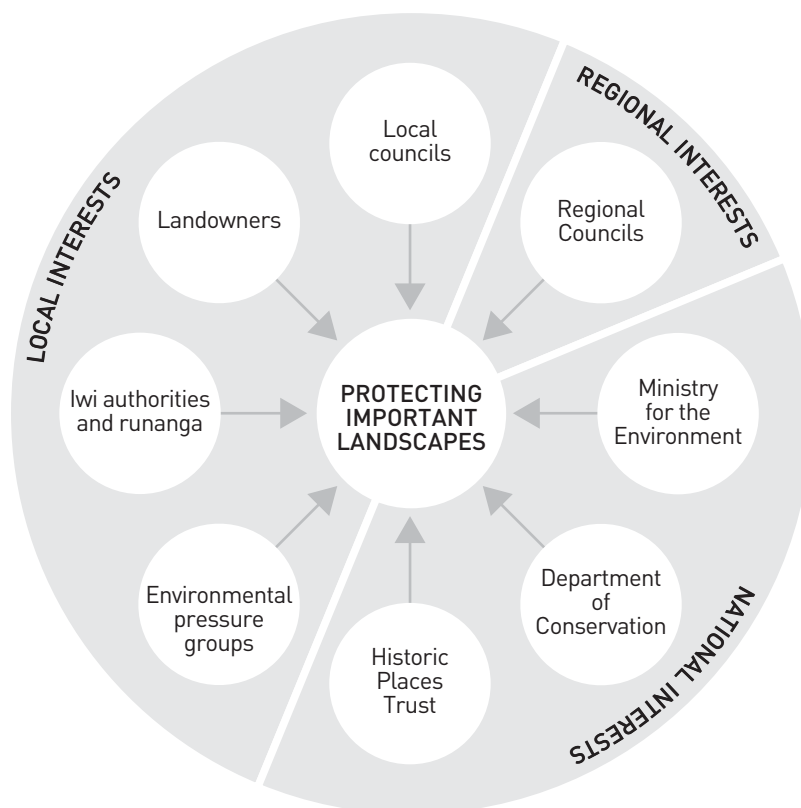 LOCAL INTERESTS
REGIONAL INTERESTS
NATIONAL INTERESTS
PROTECTING
IMPORTANT
LANDSCAPES
Local
councils
Regional
Councils
Ministry
for the
Environment
Department
of
Conservation
Historic
Places
Trust
Environmental
pressure
groups
Iwi authorities
and runanga
Landowners